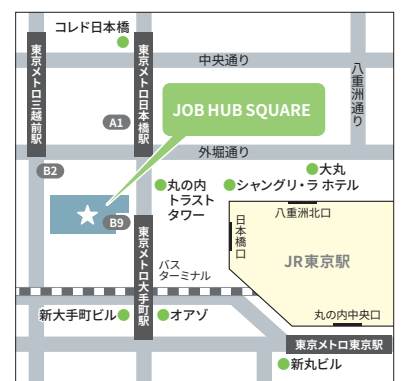 コレド日本橋
東京メトロ三越前駅
東京メトロ日本橋駅
中央通り
八重洲通り
JOB HUB SQUARE
A1
外堀通り
B2
大丸
丸の内
トラスト
タワー
シャングリ・ラ ホテル
B9
日本橋口
八重洲北口
東京メトロ大手町駅
バス
ターミナル
JR東京駅
新大手町ビル
オアゾ
丸の内中央口
東京メトロ東京駅
新丸ビル